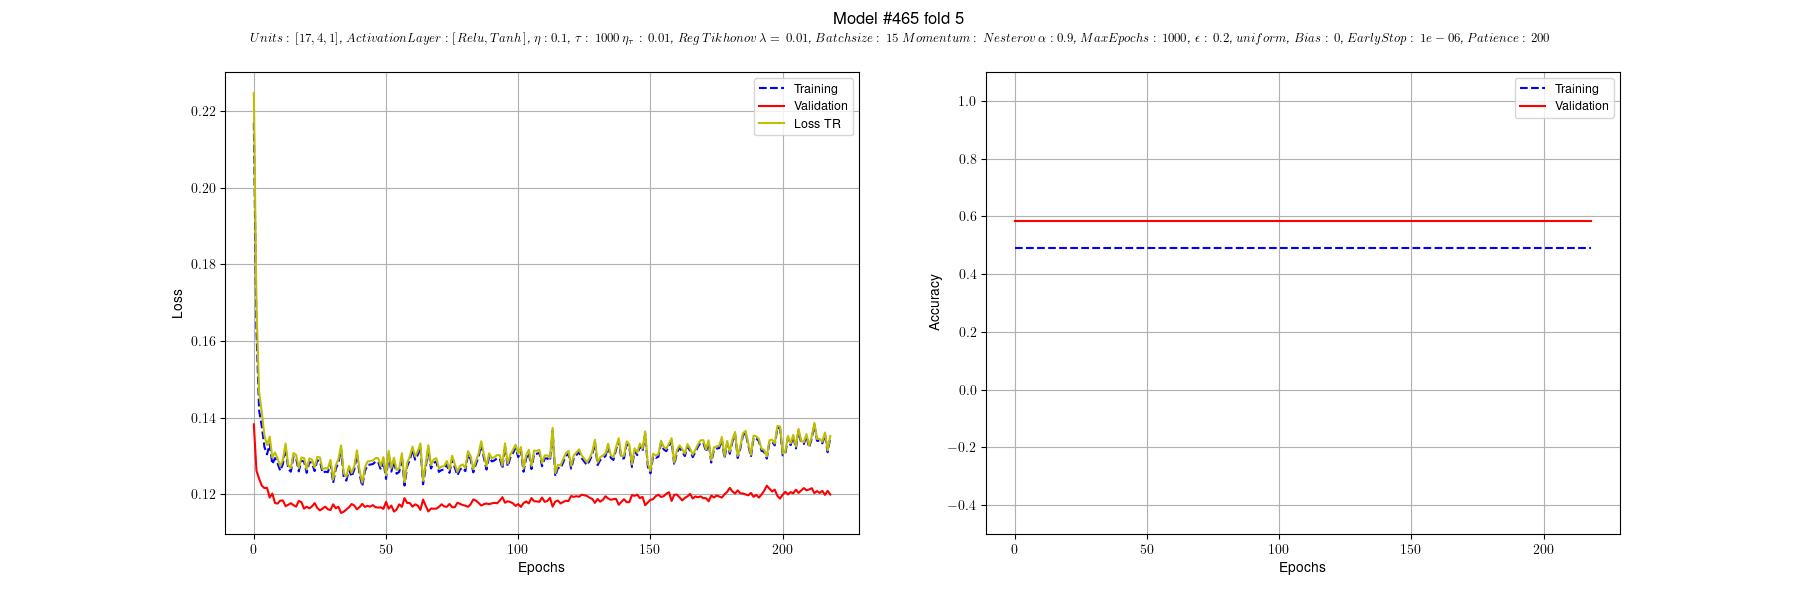 Model #465 fold 5
Units : [17, 4, 1], ActivationLayer : [Relu, Tanh], η : 0.1, τ : 1000 η_τ : 0.01, Reg Tikhonov λ = 0.01, Batchsize : 15 Momentum : Nesterov α : 0.9, MaxEpochs : 1000, ϵ : 0.2, uniform, Bias : 0, EarlyStop : 1e − 06, Patience : 200
Loss
0.22
0.20
0.18
0.16
0.14
0.12
Training
Validation
Loss TR
0
50
100
150
200
Epochs
Accuracy
1.0
0.8
0.6
0.4
0.2
0.0
−0.2
−0.4
Training
Validation
0
50
100
150
200
Epochs